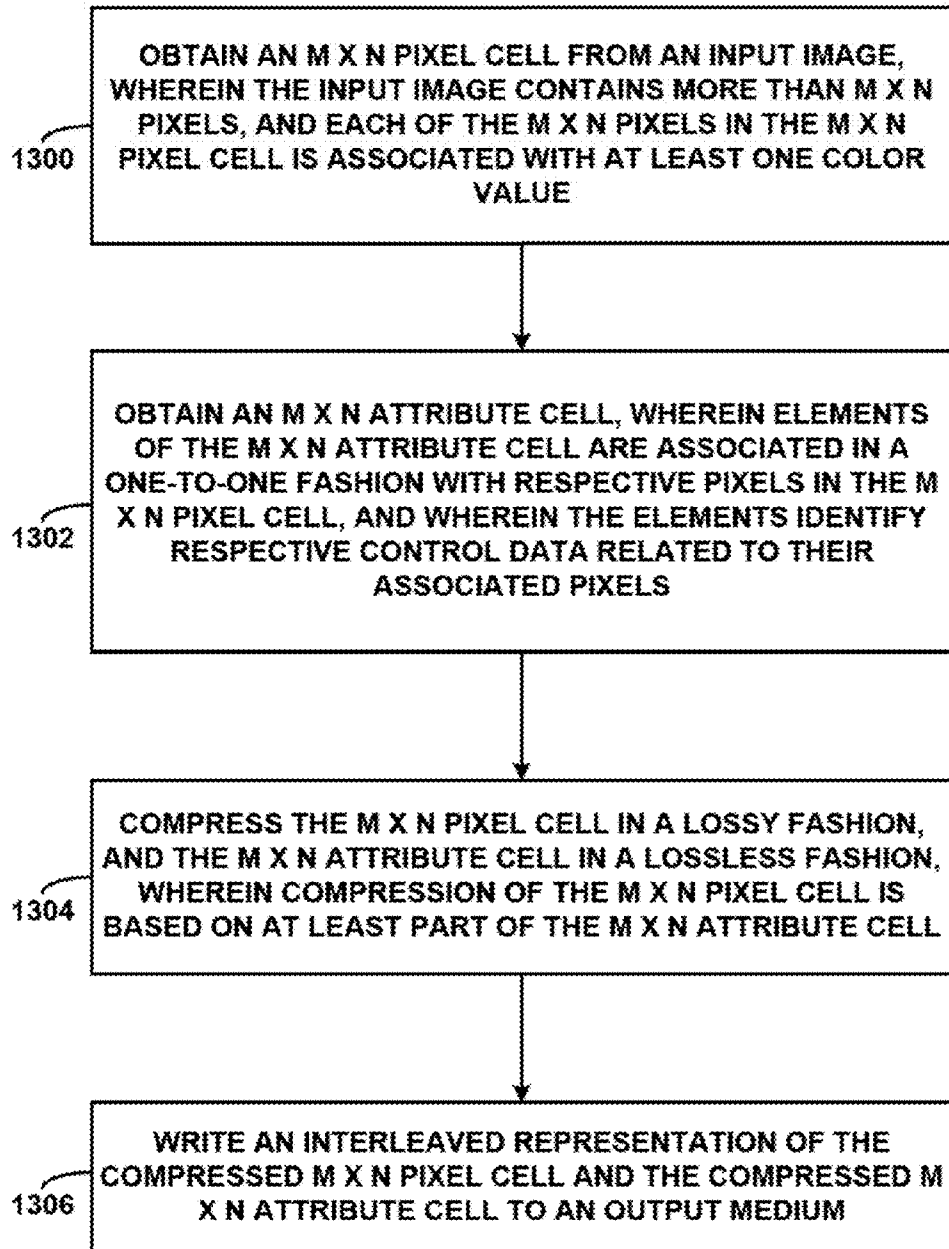 OBTAIN AN M X N PIXEL CELL FROM AN INPUT IMAGE,
WHEREIN THE INPUT IMAGE CONTAINS MORE THAN M X N
PIXELS, AND EACH OF THE M X N PIXELS IN THE M X N
PIXEL CELL IS ASSOCIATED WITH AT LEAST ONE COLOR
VALUE
1300
OBTAIN AN M X N ATTRIBUTE CELL, WHEREIN ELEMENTS
OF THE M X N ATTRIBUTE CELL ARE ASSOCIATED IN A
ONE-TO-ONE FASHION WITH RESPECTIVE PIXELS IN THE M
X N PIXEL CELL, AND WHEREIN THE ELEMENTS IDENTIFY
RESPECTIVE CONTROL DATA RELATED TO THEIR
ASSOCIATED PIXELS
1302
COMPRESS THE M X N PIXEL CELL IN A LOSSY FASHION,
AND THE M X N ATTRIBUTE CELL IN A LOSSLESS FASHION,
WHEREIN COMPRESSION OF THE M X N PIXEL CELL IS
BASED ON AT LEAST PART OF THE M X N ATTRIBUTE CELL
1304
WRITE AN INTERLEAVED REPRESENTATION OF THE
COMPRESSED M X N PIXEL CELL AND THE COMPRESSED M
X N ATTRIBUTE CELL TO AN OUTPUT MEDIUM
1306